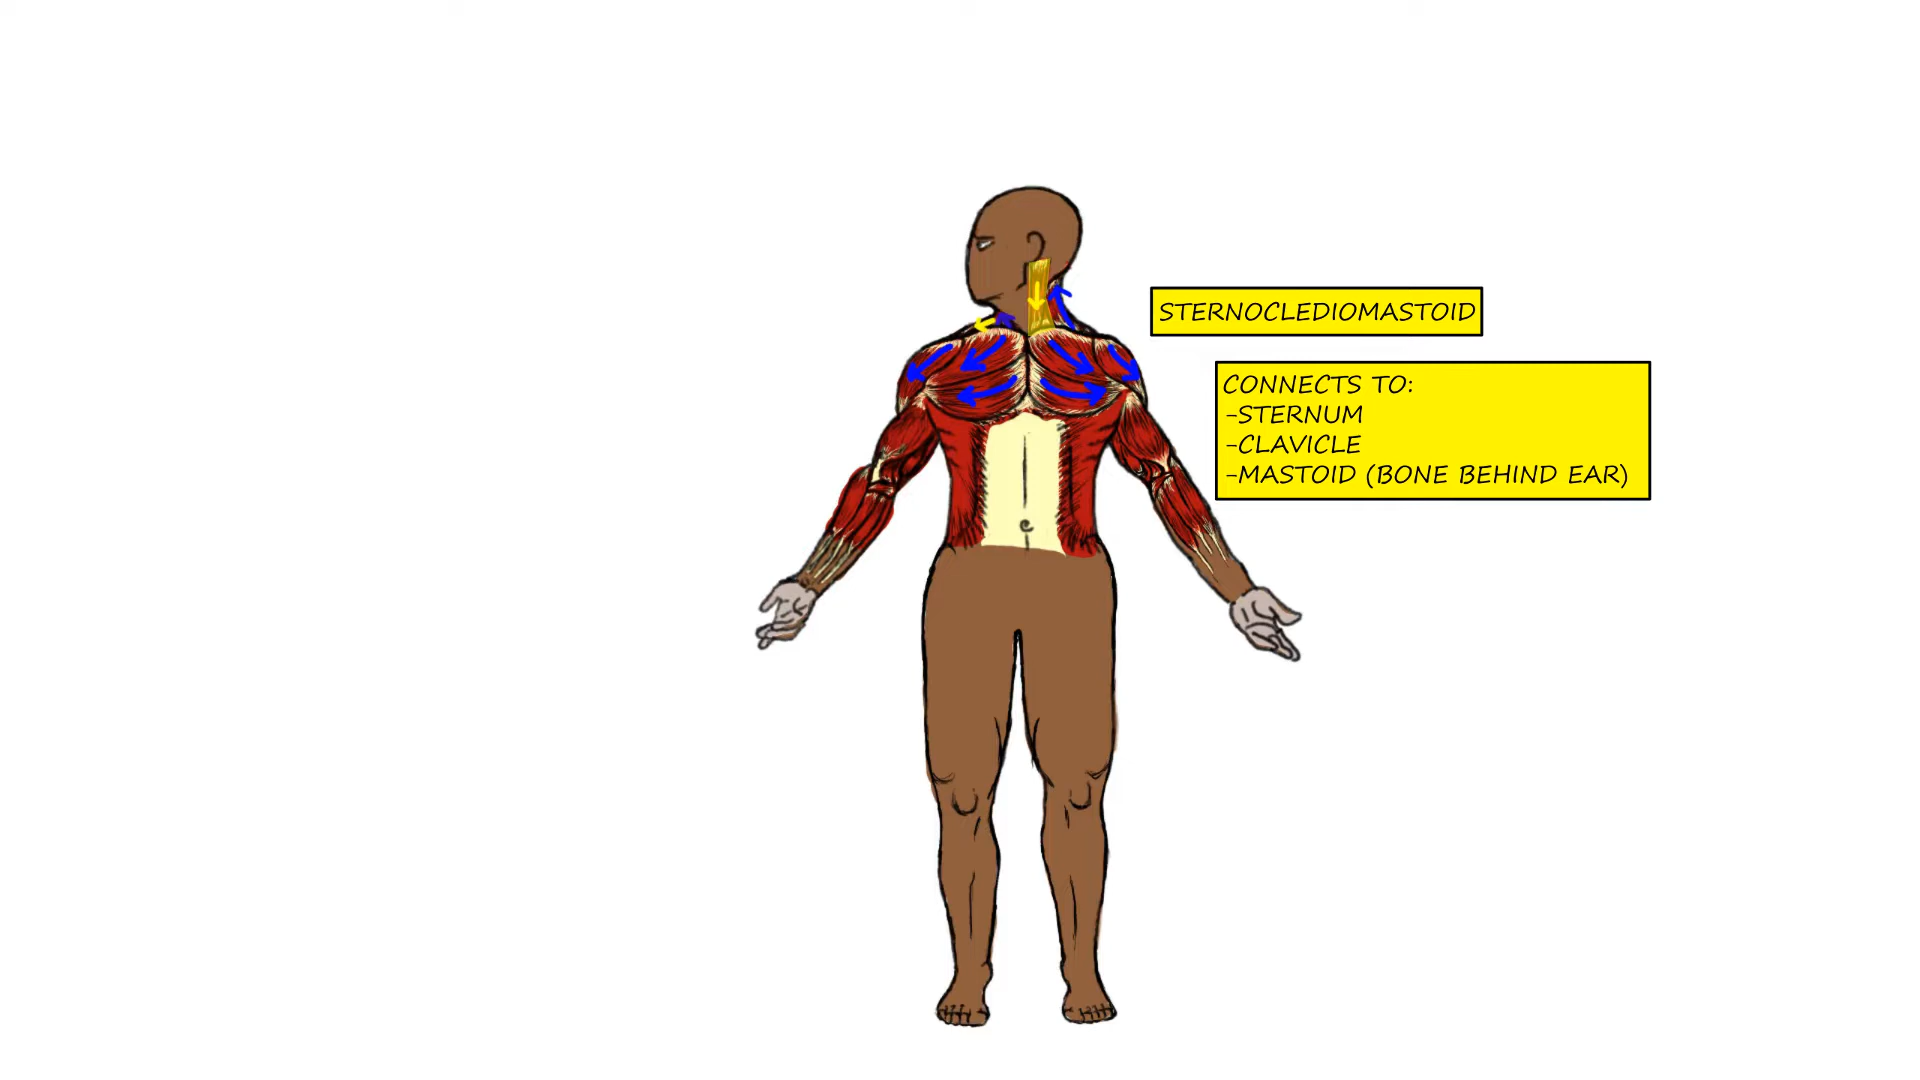 STERNOCLEDIOMASTOID
CONNECTS TO:
-STERNUM
-CLAVICLE
-MASTOID (BONE BEHIND EAR)